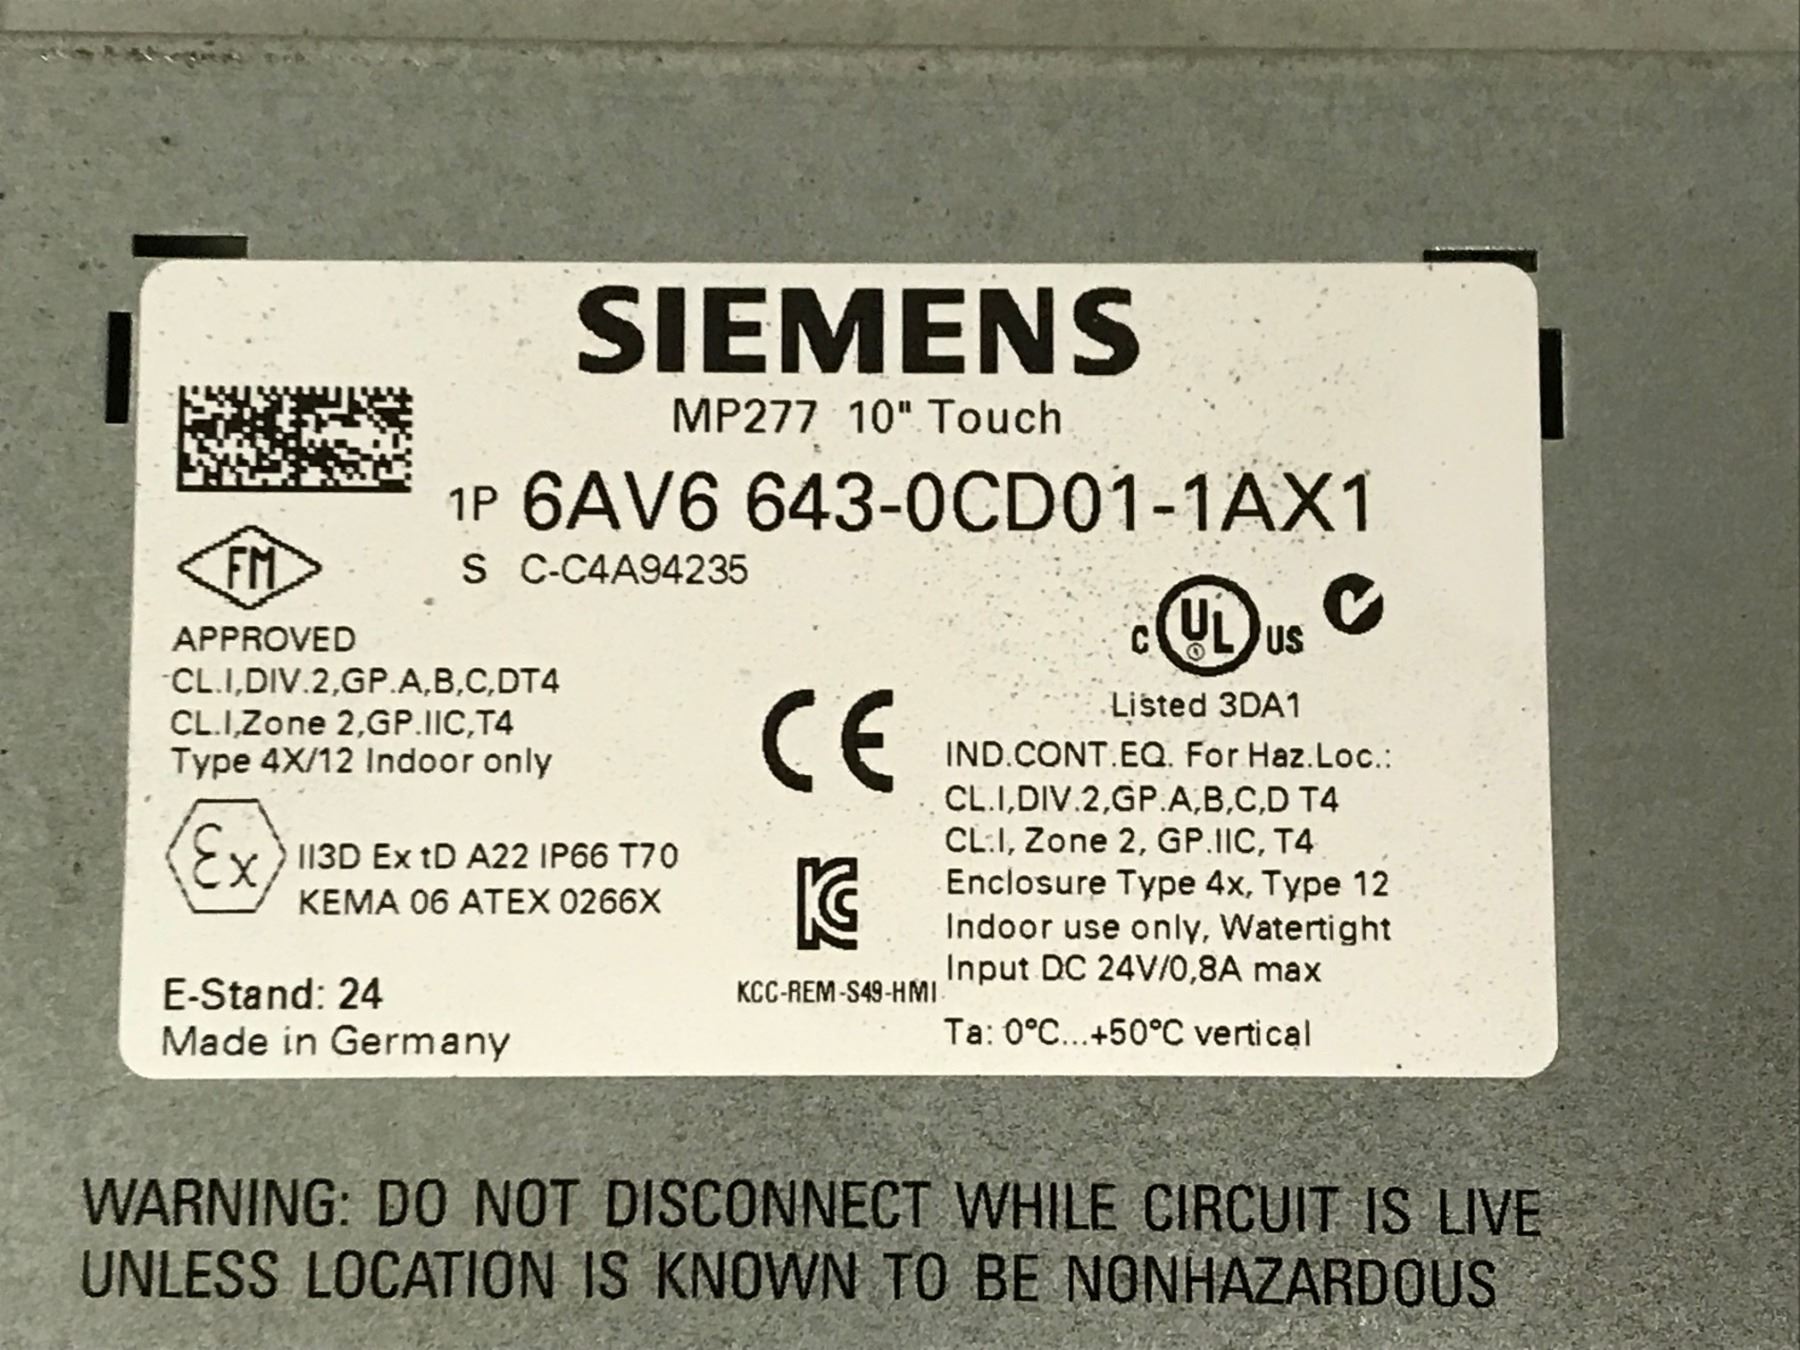 SIEMENS
MP277 10" Touch
1P 6AV6 643-0CD01-1AX1
S C-C4A94235
FM
APPROVED
CL.I,DIV.2,GP.A,B,C,DT4
CL.I,Zone 2,GP.IIC,T4
Type 4X/12 Indoor only
Ex II3D Ex tD A22 IP66 T70
KEMA 06 ATEX 0266X
E-Stand: 24
Made in Germany
CE
KC
KCC-REM-S49-HMI
C UL US
Listed 3DA1
IND.CONT.EQ. For Haz.Loc.:
CL.I,DIV.2,GP.A,B,C,D T4
CL.I, Zone 2, GP.IIC, T4
Enclosure Type 4x, Type 12
Indoor use only, Watertight
Input DC 24V/0,8A max
Ta: 0°C...+50°C vertical
WARNING: DO NOT DISCONNECT WHILE CIRCUIT IS LIVE
UNLESS LOCATION IS KNOWN TO BE NONHAZARDOUS